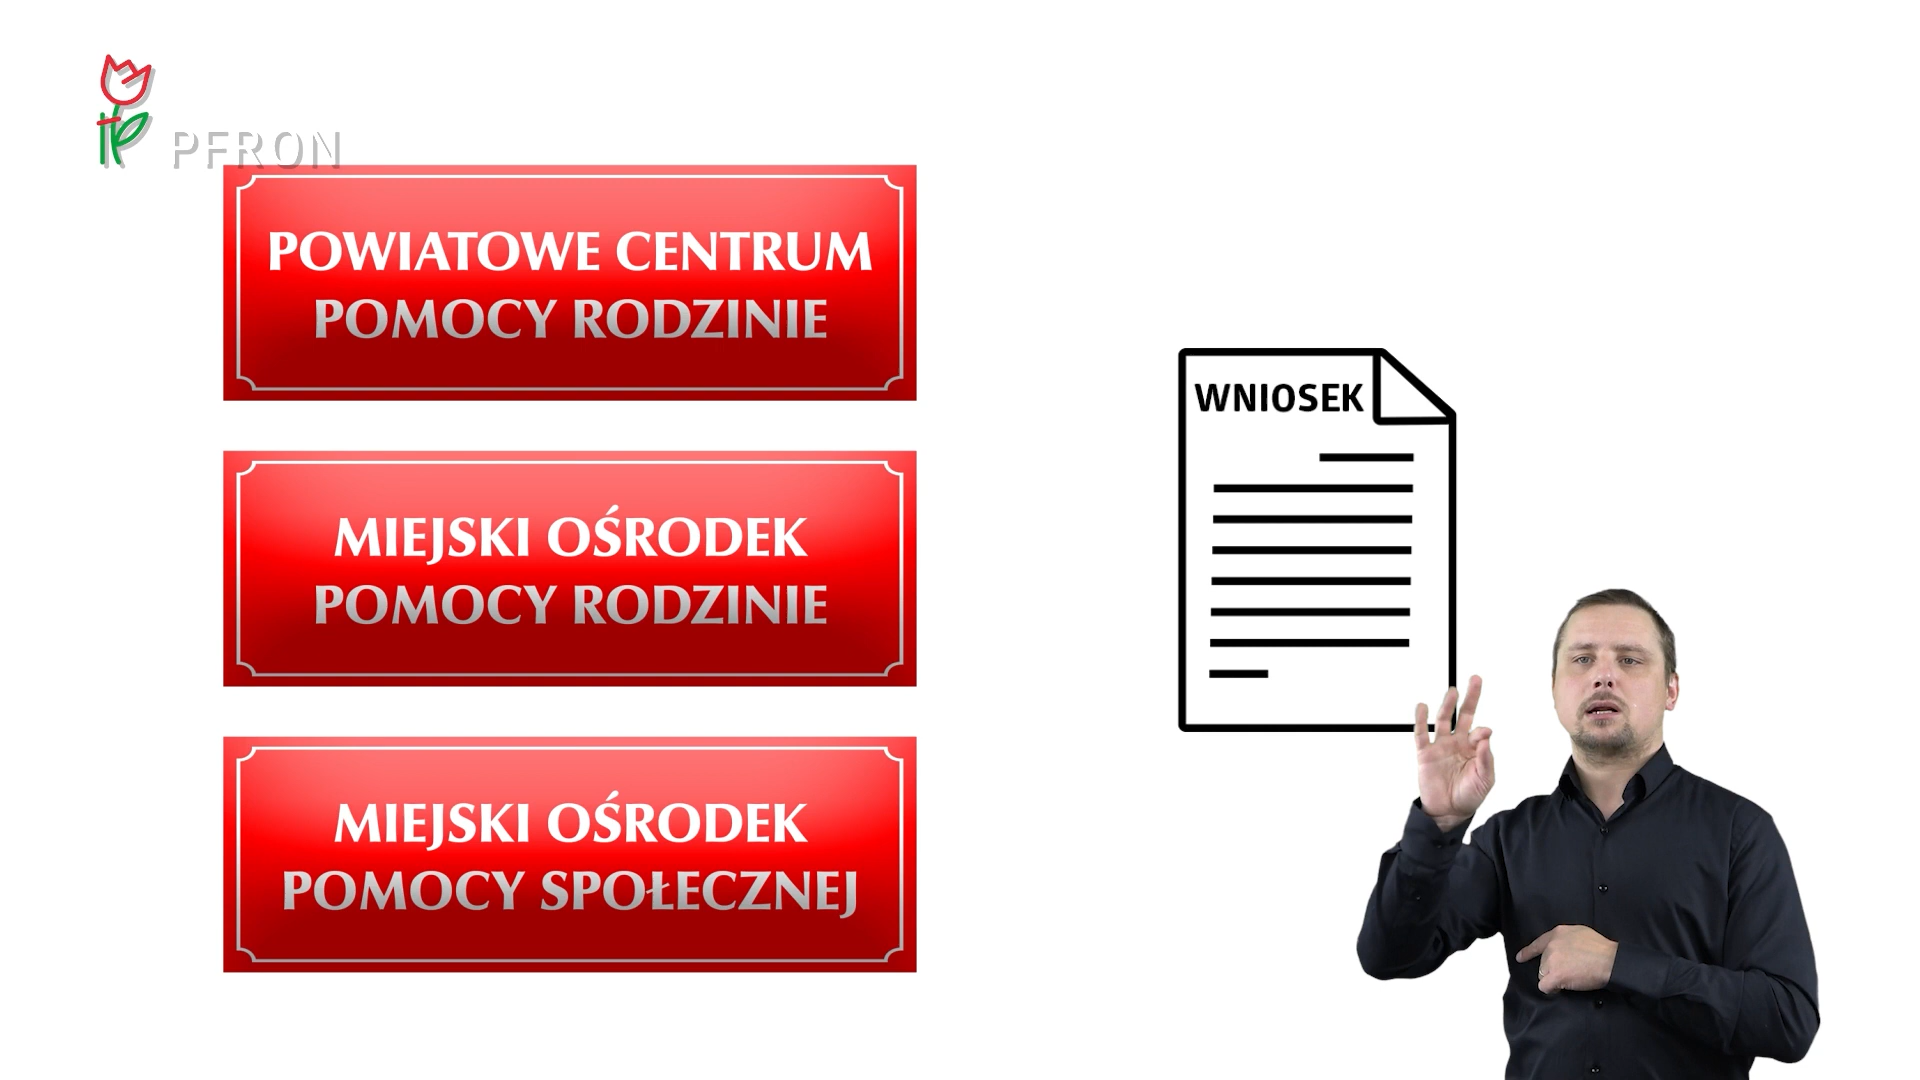 PFRON
POWIATOWE CENTRUM
POMOCY RODZINIE
MIEJSKI OŚRODEK
POMOCY RODZINIE
MIEJSKI OŚRODEK
POMOCY SPOŁECZNEJ
WNIOSEK